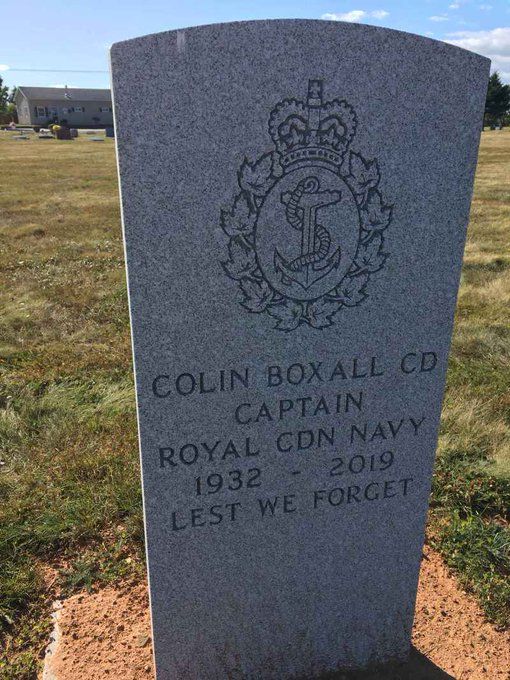 COLIN BOXALL CD
CAPTAIN
ROYAL CDN NAVY
1932 - 2019
LEST WE FORGET